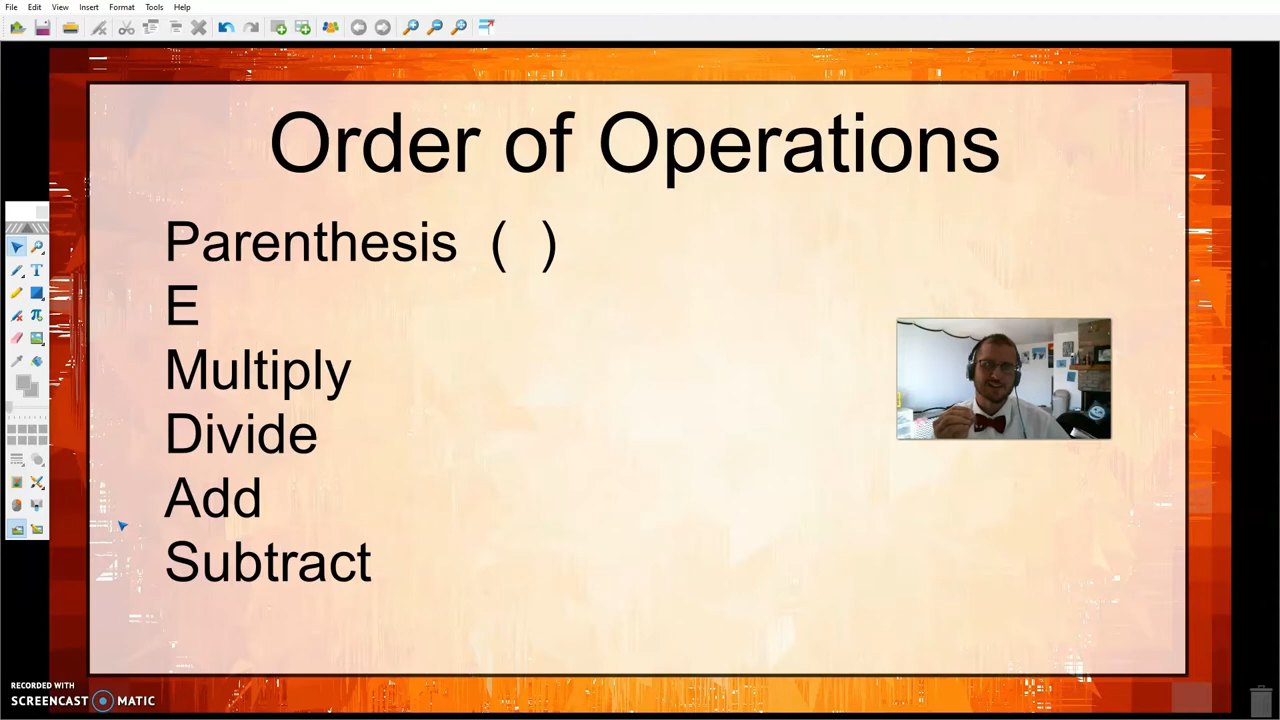 File Edit View Insert Format Tools Help
Order of Operations
Parenthesis ( )
E
Multiply
Divide
Add
Subtract
RECORDED WITH
SCREENCAST MATIC